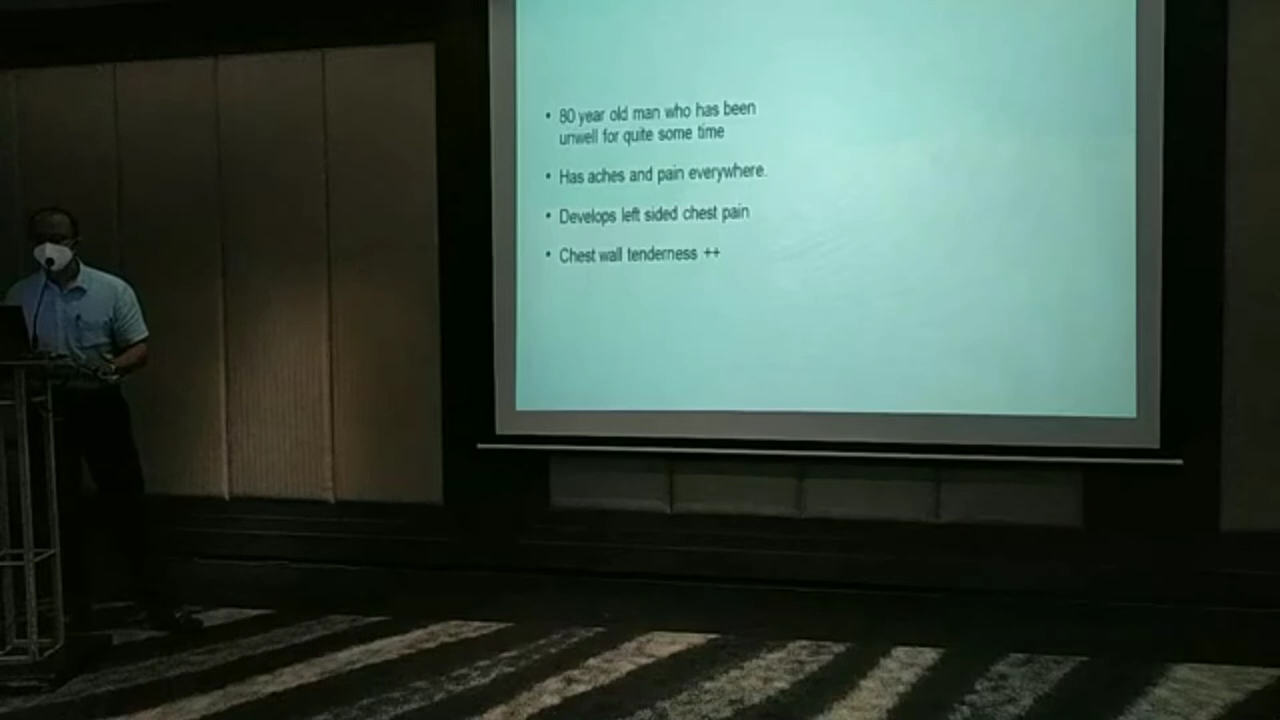 • 80 year old man who has been
unwell for quite some time
• Has aches and pain everywhere.
• Develops left sided chest pain
• Chest wall tenderness ++